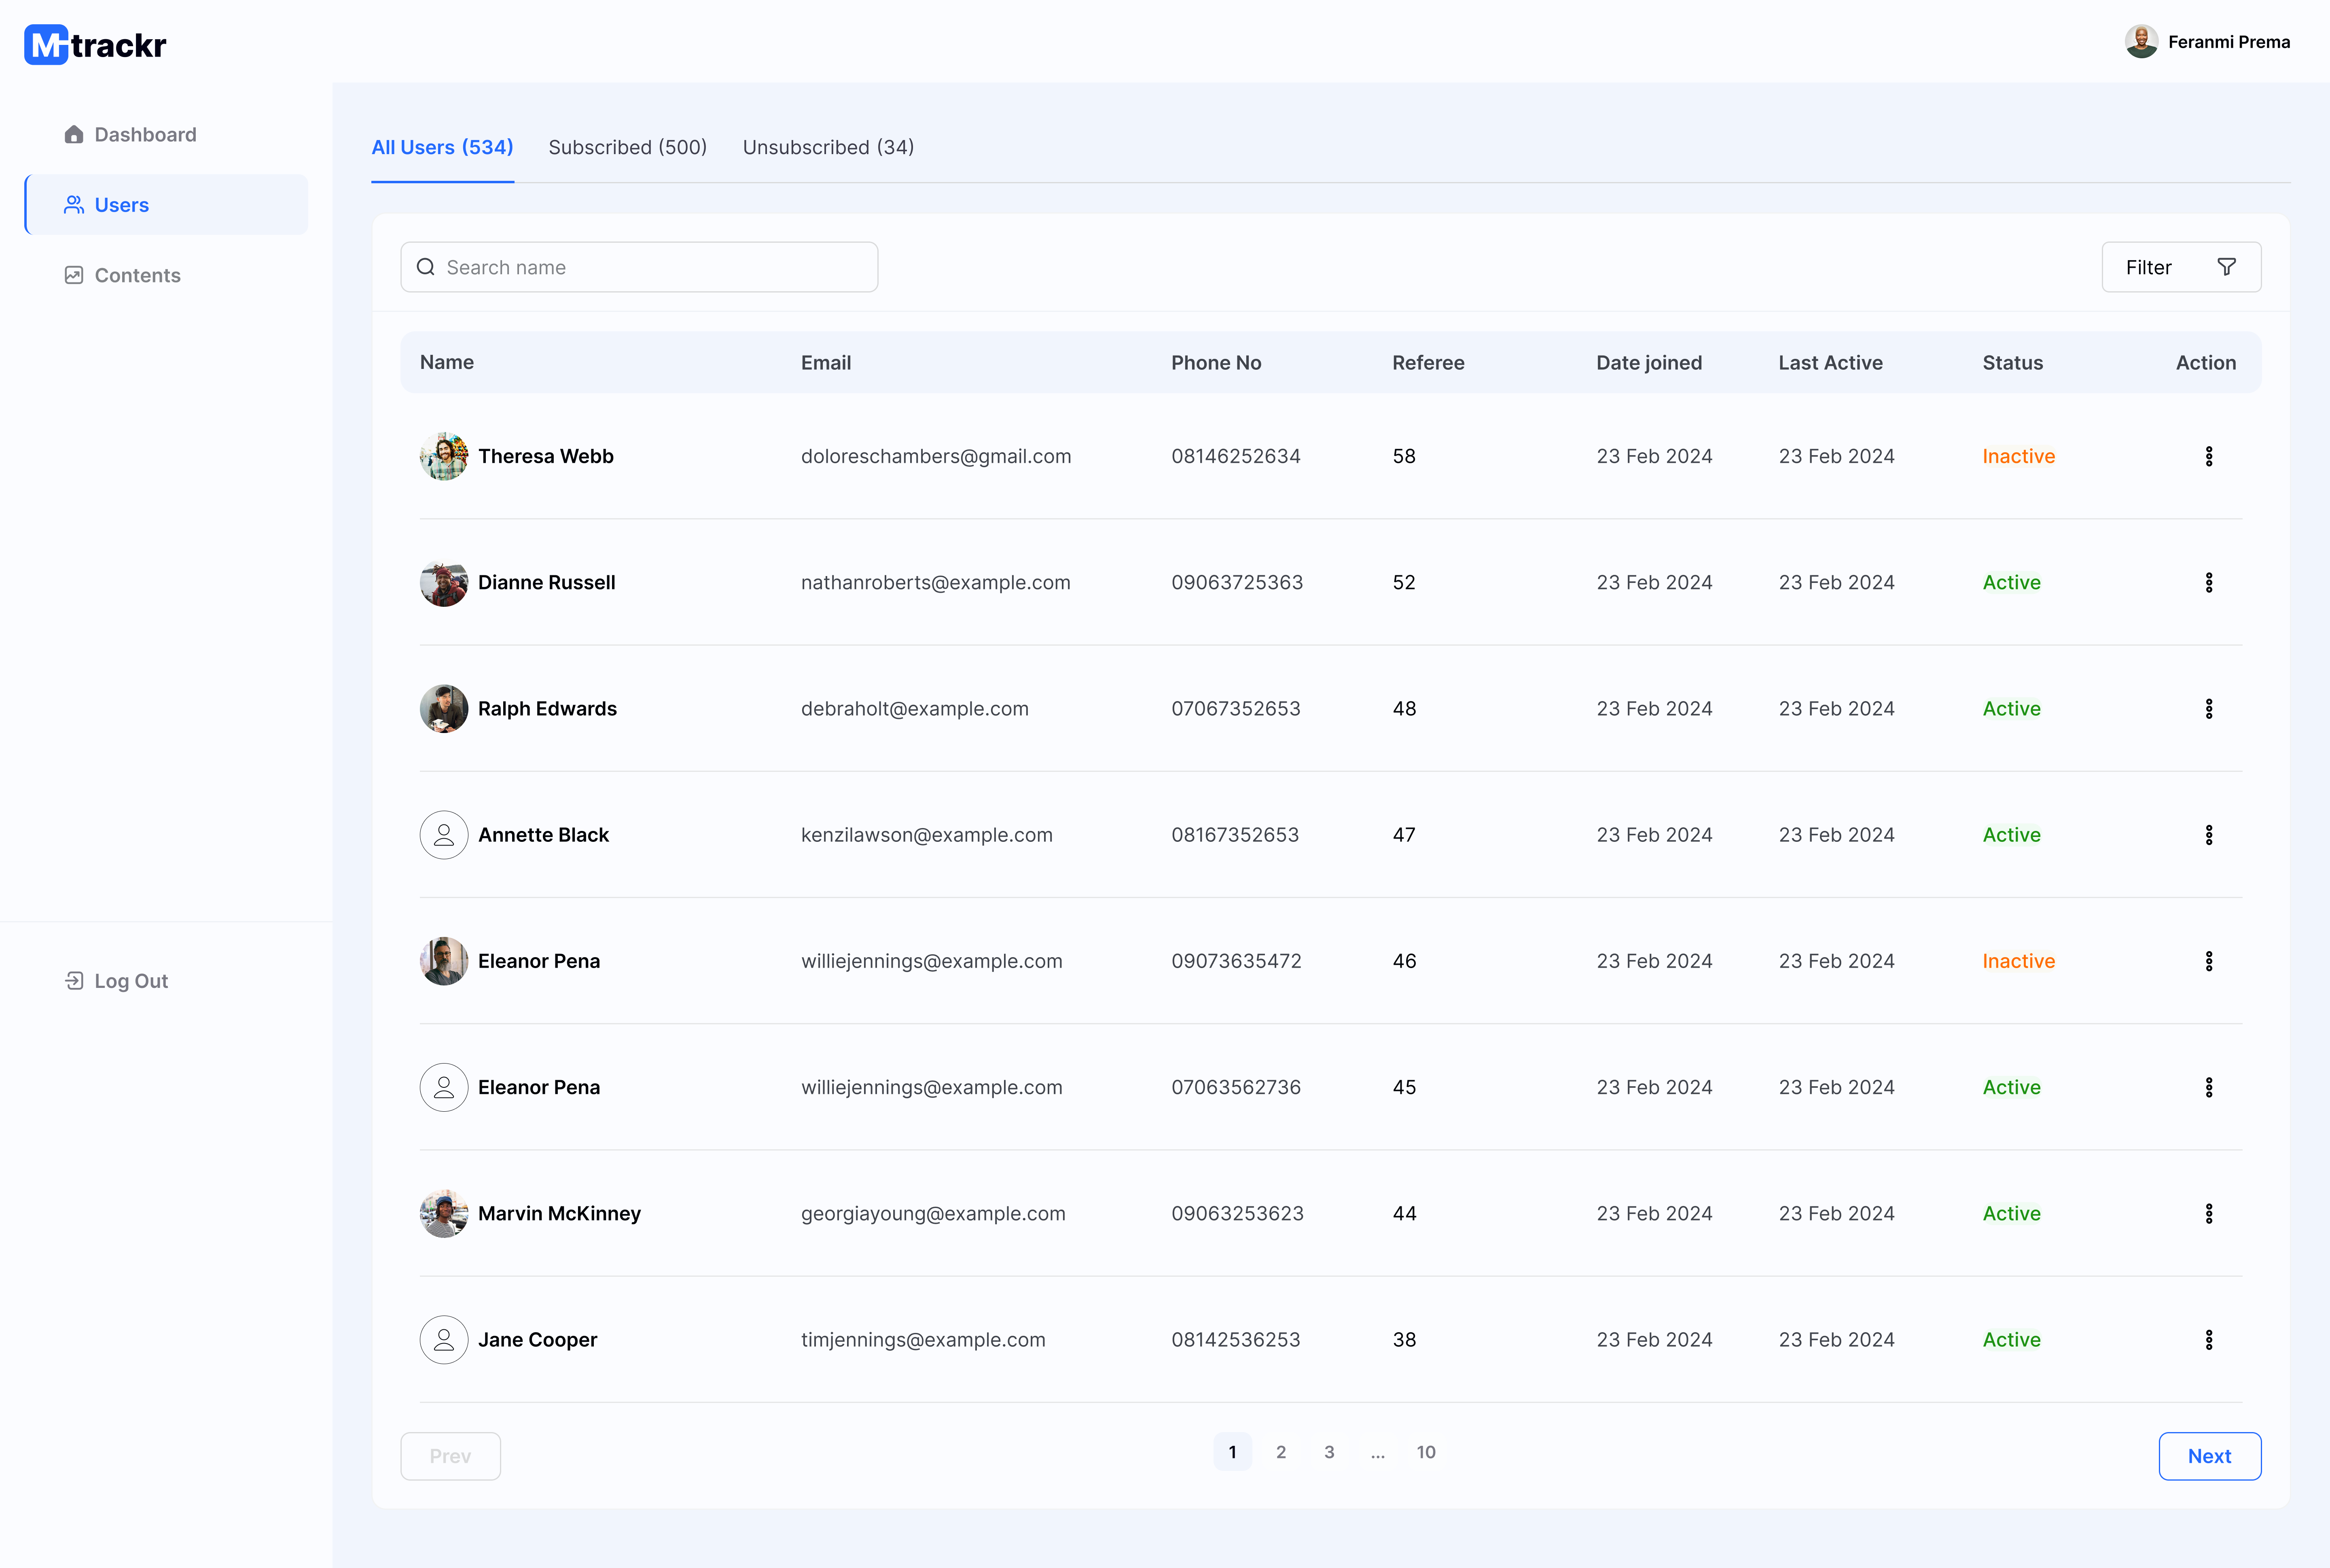 M-trackr
Feranmi Prema
Dashboard
Users
Contents
Log Out
All Users (534) Subscribed (500) Unsubscribed (34)
Search name
Filter
Name Email Phone No Referee Date joined Last Active Status Action
Theresa Webb doloreschambers@gmail.com 08146252634 58 23 Feb 2024 23 Feb 2024 Inactive
Dianne Russell nathanroberts@example.com 09063725363 52 23 Feb 2024 23 Feb 2024 Active
Ralph Edwards debraholt@example.com 07067352653 48 23 Feb 2024 23 Feb 2024 Active
Annette Black kenzilawson@example.com 08167352653 47 23 Feb 2024 23 Feb 2024 Active
Eleanor Pena williejennings@example.com 09073635472 46 23 Feb 2024 23 Feb 2024 Inactive
Eleanor Pena williejennings@example.com 07063562736 45 23 Feb 2024 23 Feb 2024 Active
Marvin McKinney georgiayoung@example.com 09063253623 44 23 Feb 2024 23 Feb 2024 Active
Jane Cooper timjennings@example.com 08142536253 38 23 Feb 2024 23 Feb 2024 Active
Prev 1 2 3 ... 10 Next